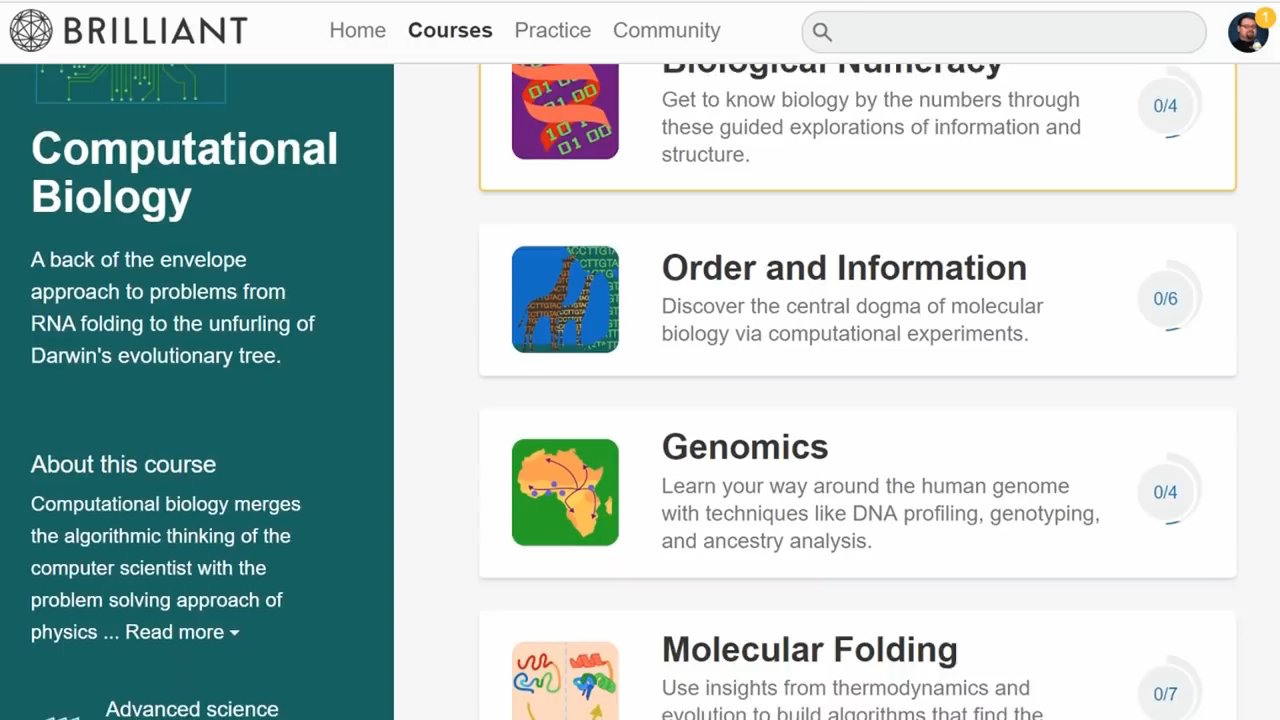 BRILLIANT
Home
Courses
Practice
Community
1
Computational
Biology
A back of the envelope
approach to problems from
RNA folding to the unfurling of
Darwin's evolutionary tree.
About this course
Computational biology merges
the algorithmic thinking of the
computer scientist with the
problem solving approach of
physics ... Read more
Advanced science
Biological Numeracy
Get to know biology by the numbers through
these guided explorations of information and
structure.
0/4
Order and Information
Discover the central dogma of molecular
biology via computational experiments.
0/6
Genomics
Learn your way around the human genome
with techniques like DNA profiling, genotyping,
and ancestry analysis.
0/4
Molecular Folding
Use insights from thermodynamics and
evolution to build algorithms that find the
0/7